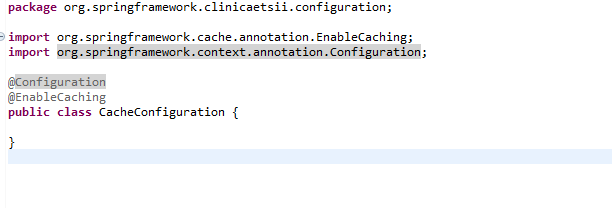 package org.springframework.clinicaetsii.configuration;
import org.springframework.cache.annotation.EnableCaching;
import org.springframework.context.annotation.Configuration;
@Configuration
@EnableCaching
public class CacheConfiguration {
}